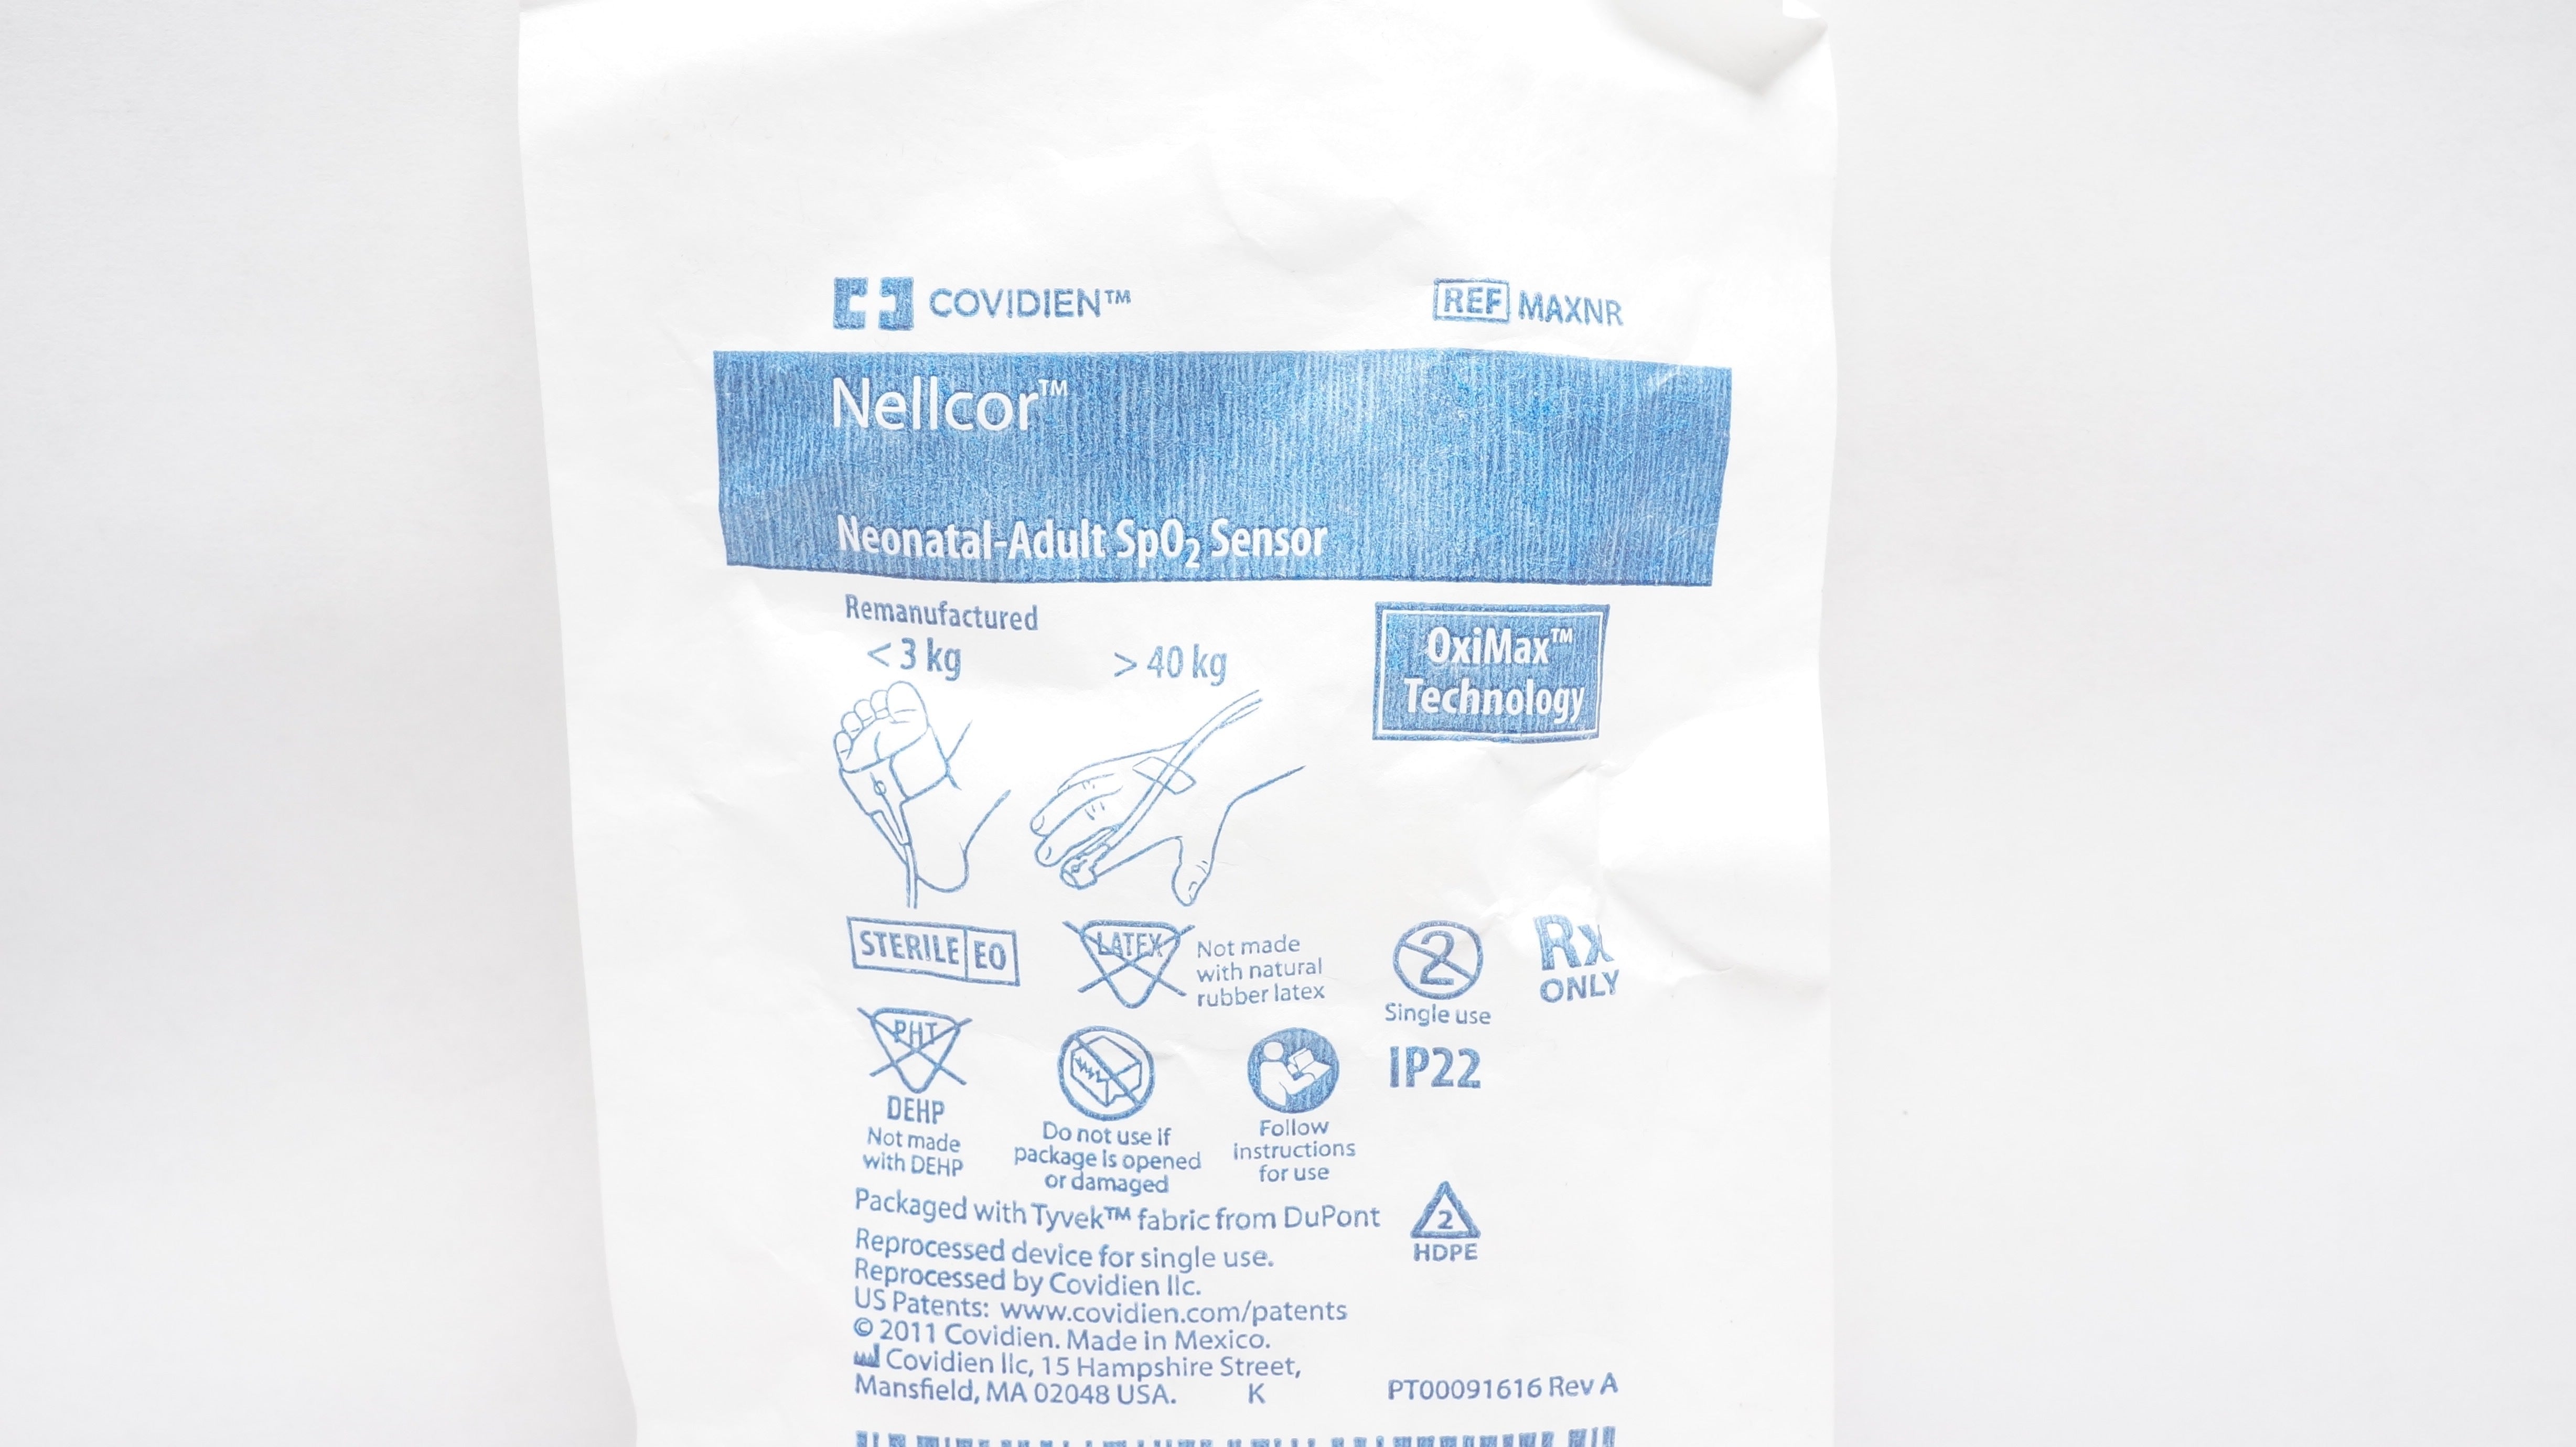 COVIDIEN™
REF MAXNR
Nellcor™
Neonatal-Adult SpO₂ Sensor
Remanufactured
< 3 kg > 40 kg
OxiMax™
Technology
STERILE EO
LATEX
Not made
with natural
rubber latex
2
Single use
Rx
ONLY
PHT
DEHP
Not made
with DEHP
Do not use if
package is opened
or damaged
Follow
instructions
for use
IP22
Packaged with Tyvek™ fabric from DuPont
2
HDPE
Reprocessed device for single use.
Reprocessed by Covidien llc.
US Patents: www.covidien.com/patents
© 2011 Covidien. Made in Mexico.
Covidien llc, 15 Hampshire Street,
Mansfield, MA 02048 USA. K
PT00091616 Rev A